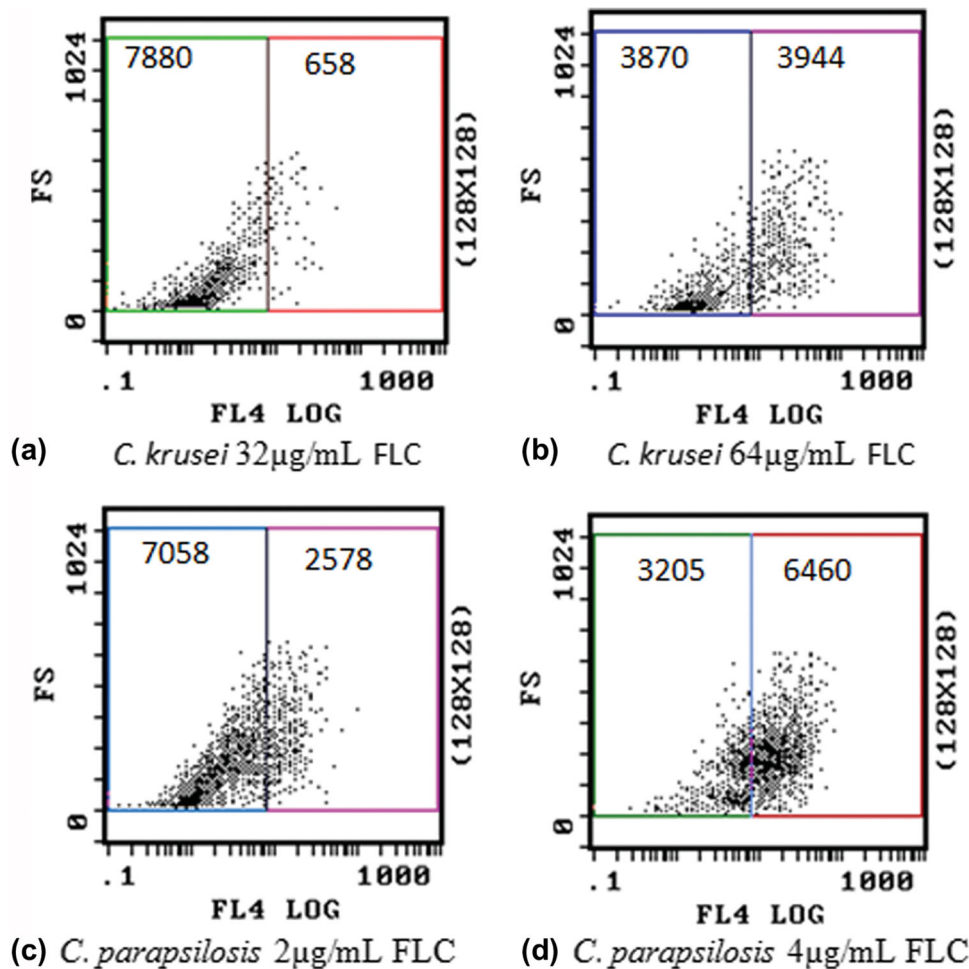 7880 658
1024
FS
0
(128X128)
.1 1000
FL4 LOG
(a) C. krusei 32µg/mL FLC
3870 3944
1024
FS
0
(128X128)
.1 1000
FL4 LOG
(b) C. krusei 64µg/mL FLC
7058 2578
1024
FS
0
(128X128)
.1 1000
FL4 LOG
(c) C. parapsilosis 2µg/mL FLC
3205 6460
1024
FS
0
(128X128)
.1 1000
FL4 LOG
(d) C. parapsilosis 4µg/mL FLC